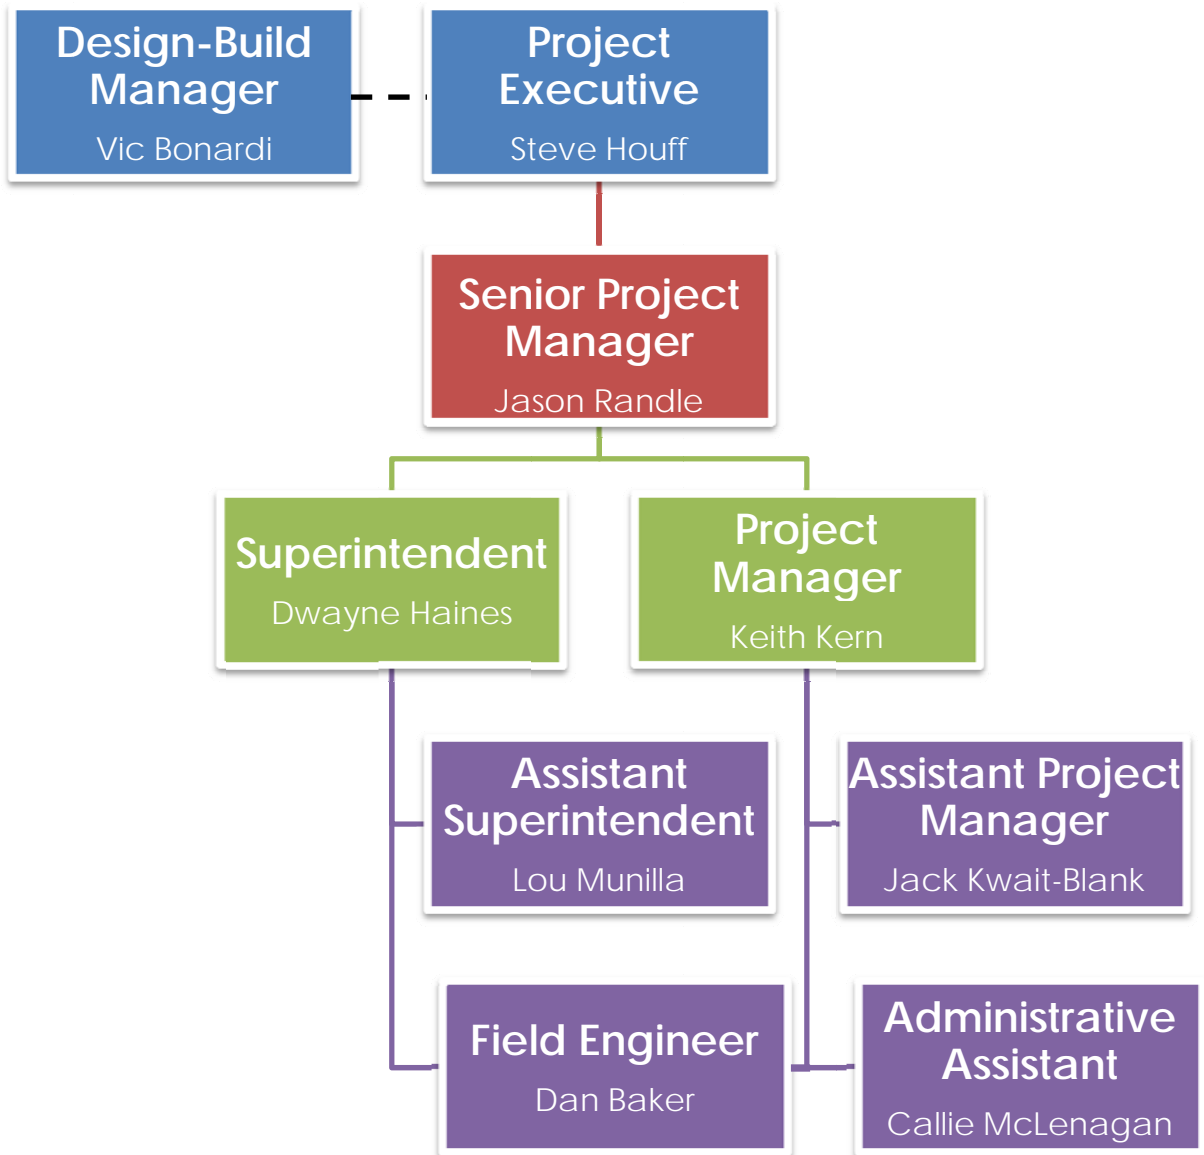 Design-Build
Manager
Vic Bonardi
Project
Executive
Steve Houff
Senior Project
Manager
Jason Randle
Superintendent
Dwayne Haines
Project
Manager
Keith Kern
Assistant
Superintendent
Lou Munilla
Assistant Project
Manager
Jack Kwait-Blank
Field Engineer
Dan Baker
Administrative
Assistant
Callie McLenagan